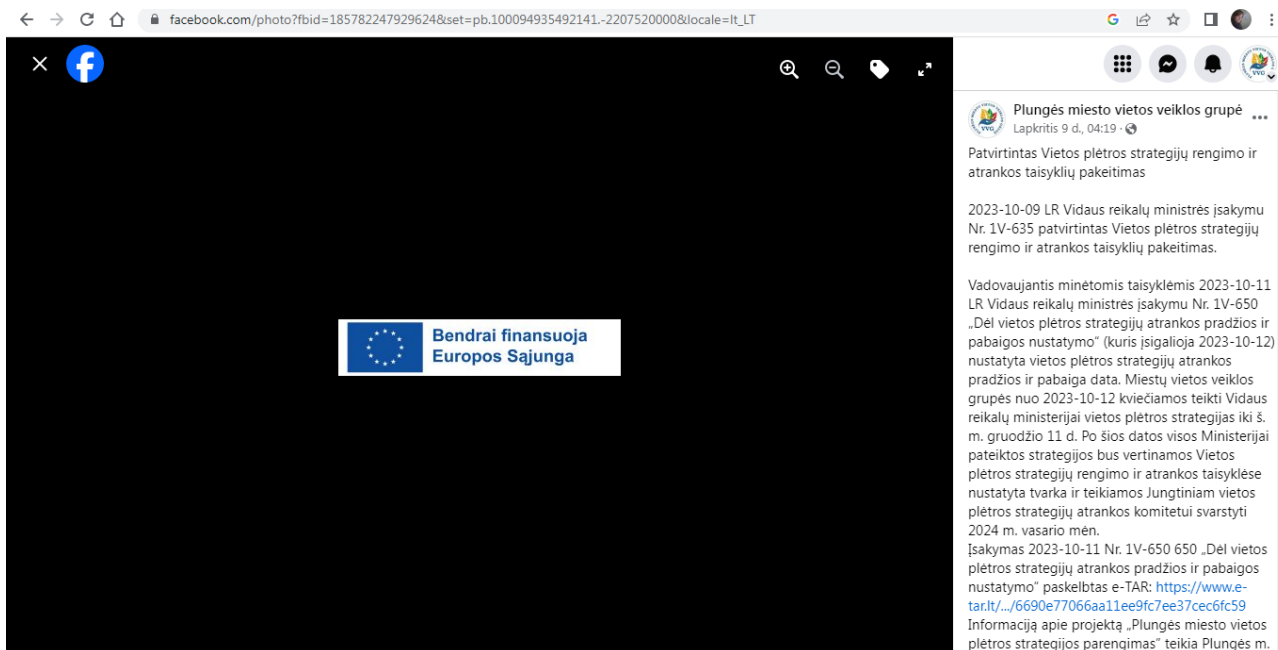 facebook.com/photo?fbid=185782247929624&set=pb.100094935492141.-2207520000&locale=lt_LT
Bendrai finansuoja
Europos Sąjunga
Plungės miesto vietos veiklos grupė
Lapkritis 9 d., 04:19 ·
Patvirtintas Vietos plėtros strategijų rengimo ir
atrankos taisyklių pakeitimas
2023-10-09 LR Vidaus reikalų ministrės įsakymu
Nr. 1V-635 patvirtintas Vietos plėtros strategijų
rengimo ir atrankos taisyklių pakeitimas.
Vadovaujantis minėtomis taisyklėmis 2023-10-11
LR Vidaus reikalų ministrės įsakymu Nr. 1V-650
„Dėl vietos plėtros strategijų atrankos pradžios ir
pabaigos nustatymo“ (kuris įsigalioja 2023-10-12)
nustatyta vietos plėtros strategijų atrankos
pradžios ir pabaiga data. Miestų vietos veiklos
grupės nuo 2023-10-12 kviečiamos teikti Vidaus
reikalų ministerijai vietos plėtros strategijas iki š.
m. gruodžio 11 d. Po šios datos visos Ministerijai
pateiktos strategijos bus vertinamos Vietos
plėtros strategijų rengimo ir atrankos taisyklėse
nustatyta tvarka ir teikiamos Jungtiniam vietos
plėtros strategijų atrankos komitetui svarstyti
2024 m. vasario mėn.
Įsakymas 2023-10-11 Nr. 1V-650 650 „Dėl vietos
plėtros strategijų atrankos pradžios ir pabaigos
nustatymo“ paskelbtas e-TAR: https://www.e-
tar.lt/.../6690e77066aa11ee9fc7ee37cec6fc59
Informaciją apie projektą „Plungės miesto vietos
plėtros strategijos parengimas“ teikia Plungės m.